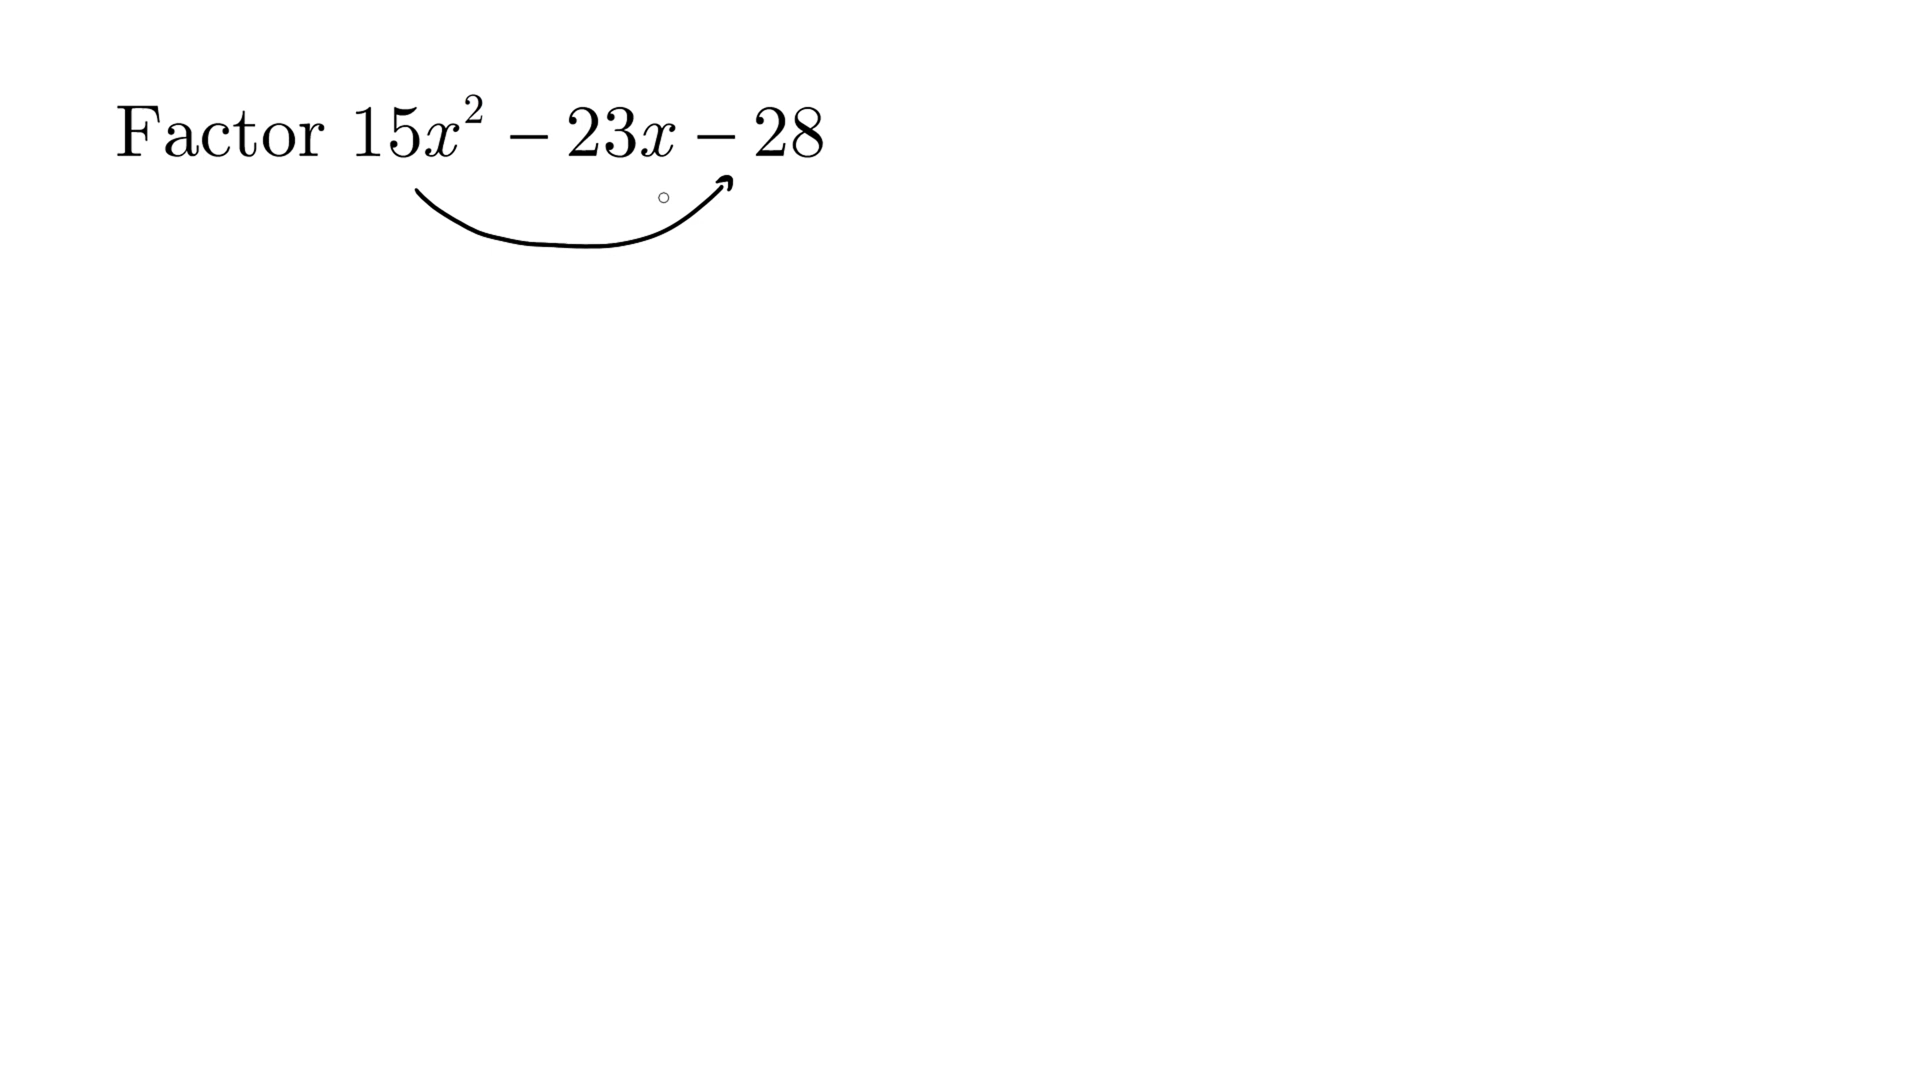 Factor 15x² − 23x − 28